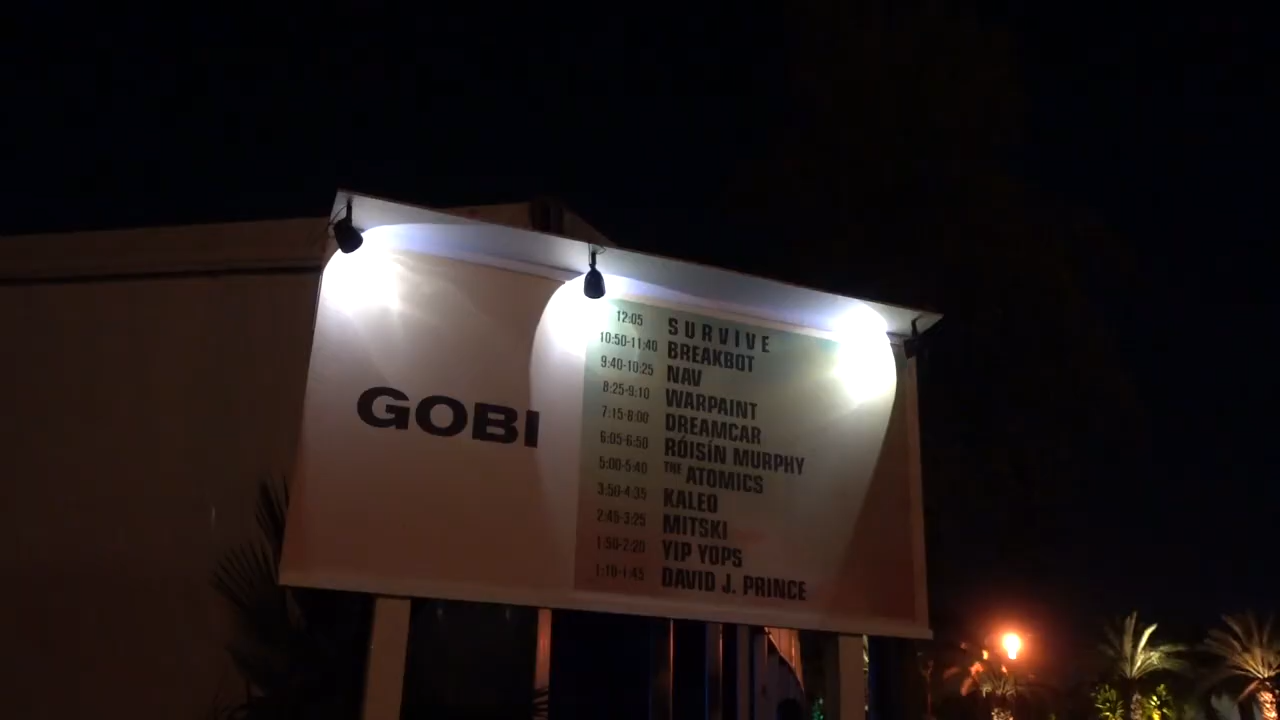 GOBI
12:05 SURVIVE
10:50-11:40 BREAKBOT
9:40-10:25 NAV
8:25-9:10 WARPAINT
7:15-8:00 DREAMCAR
6:05-6:50 RÓISÍN MURPHY
5:00-5:40 THE ATOMICS
3:50-4:35 KALEO
2:45-3:25 MITSKI
1:50-2:20 YIP YOPS
1:10-1:45 DAVID J. PRINCE